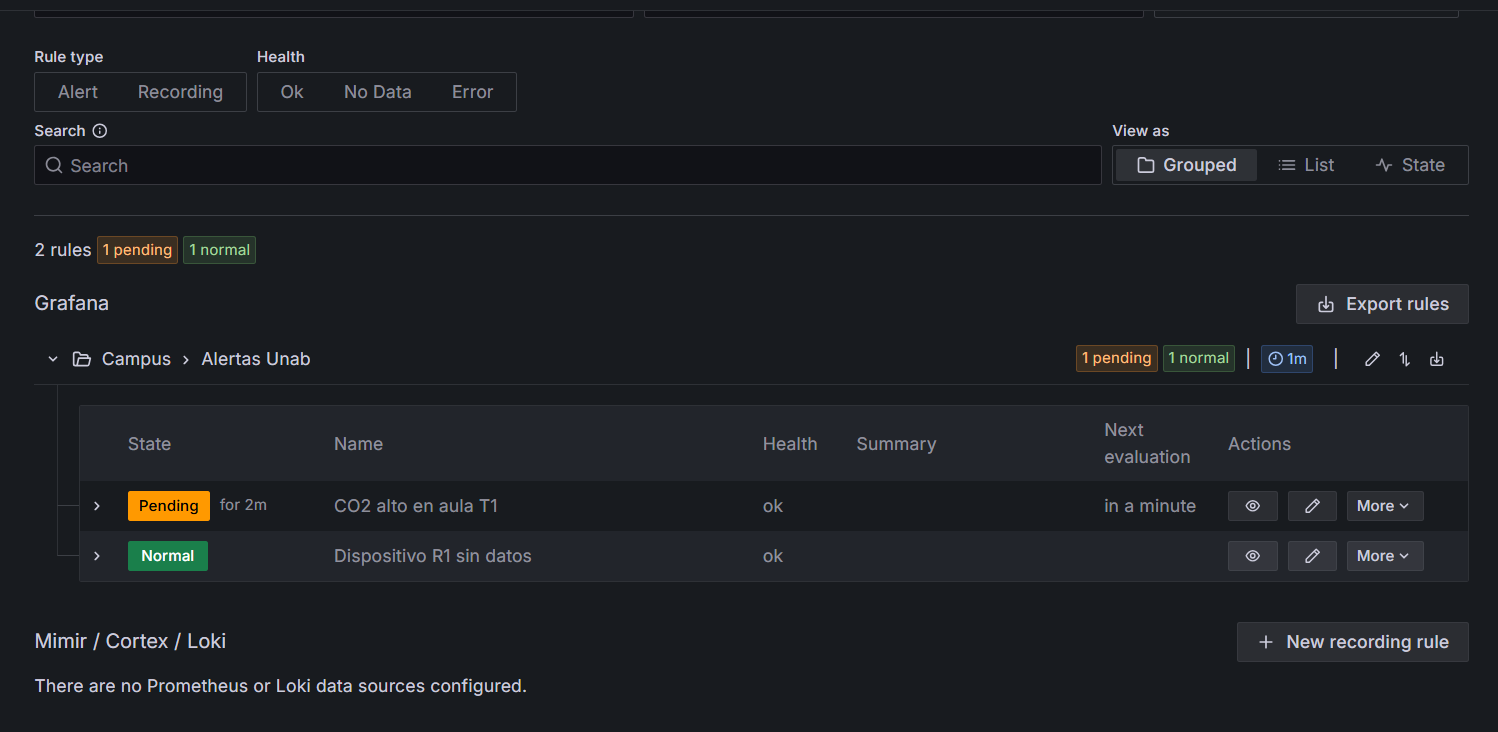 Rule type Health
Alert Recording Ok No Data Error
Search View as
Search Grouped List State
2 rules 1 pending 1 normal
Grafana Export rules
Campus › Alertas Unab 1 pending 1 normal | 1m |
State Name Health Summary Next evaluation Actions
Pending for 2m CO2 alto en aula T1 ok in a minute More
Normal Dispositivo R1 sin datos ok More
Mimir / Cortex / Loki + New recording rule
There are no Prometheus or Loki data sources configured.